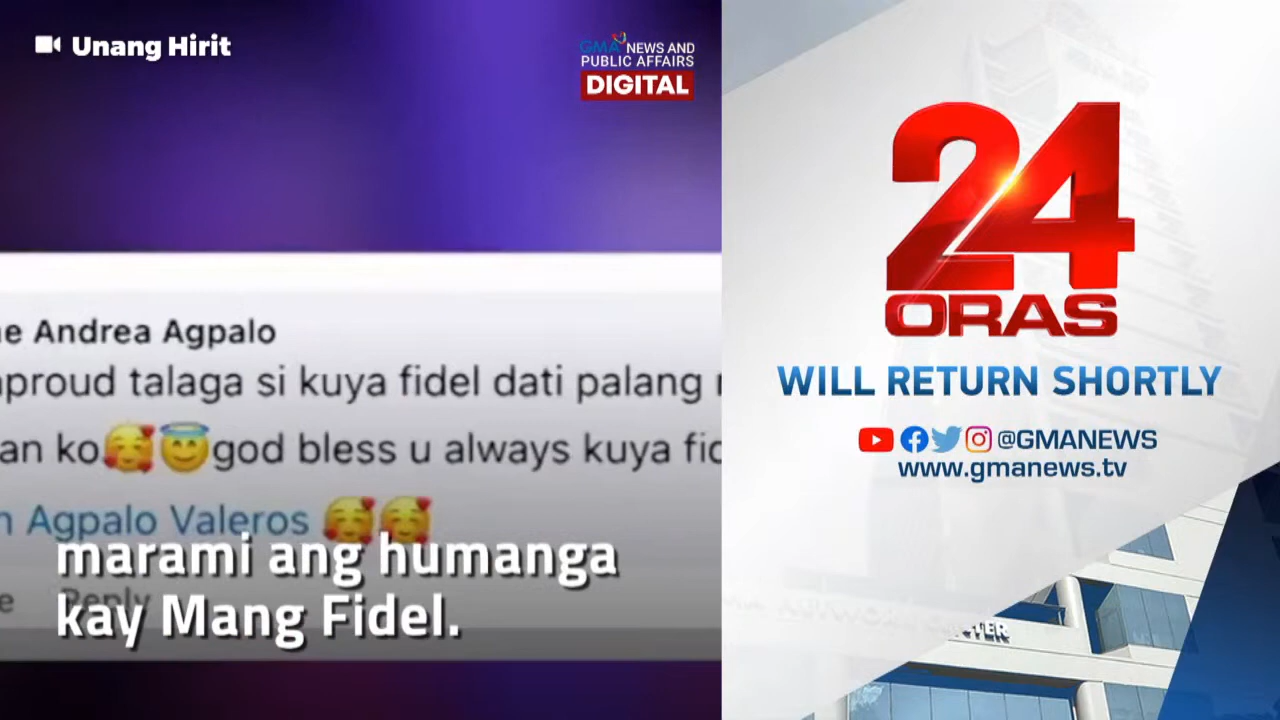 Unang Hirit
GMA NEWS AND
PUBLIC AFFAIRS
DIGITAL
Andrea Agpalo
talaga si kuya fidel dati palang
ko🥰😇god bless u always kuya
Agpalo Valeros 🥰🥰
Reply
marami ang humanga
kay Mang Fidel.
24
ORAS
WILL RETURN SHORTLY
@GMANEWS
www.gmanews.tv